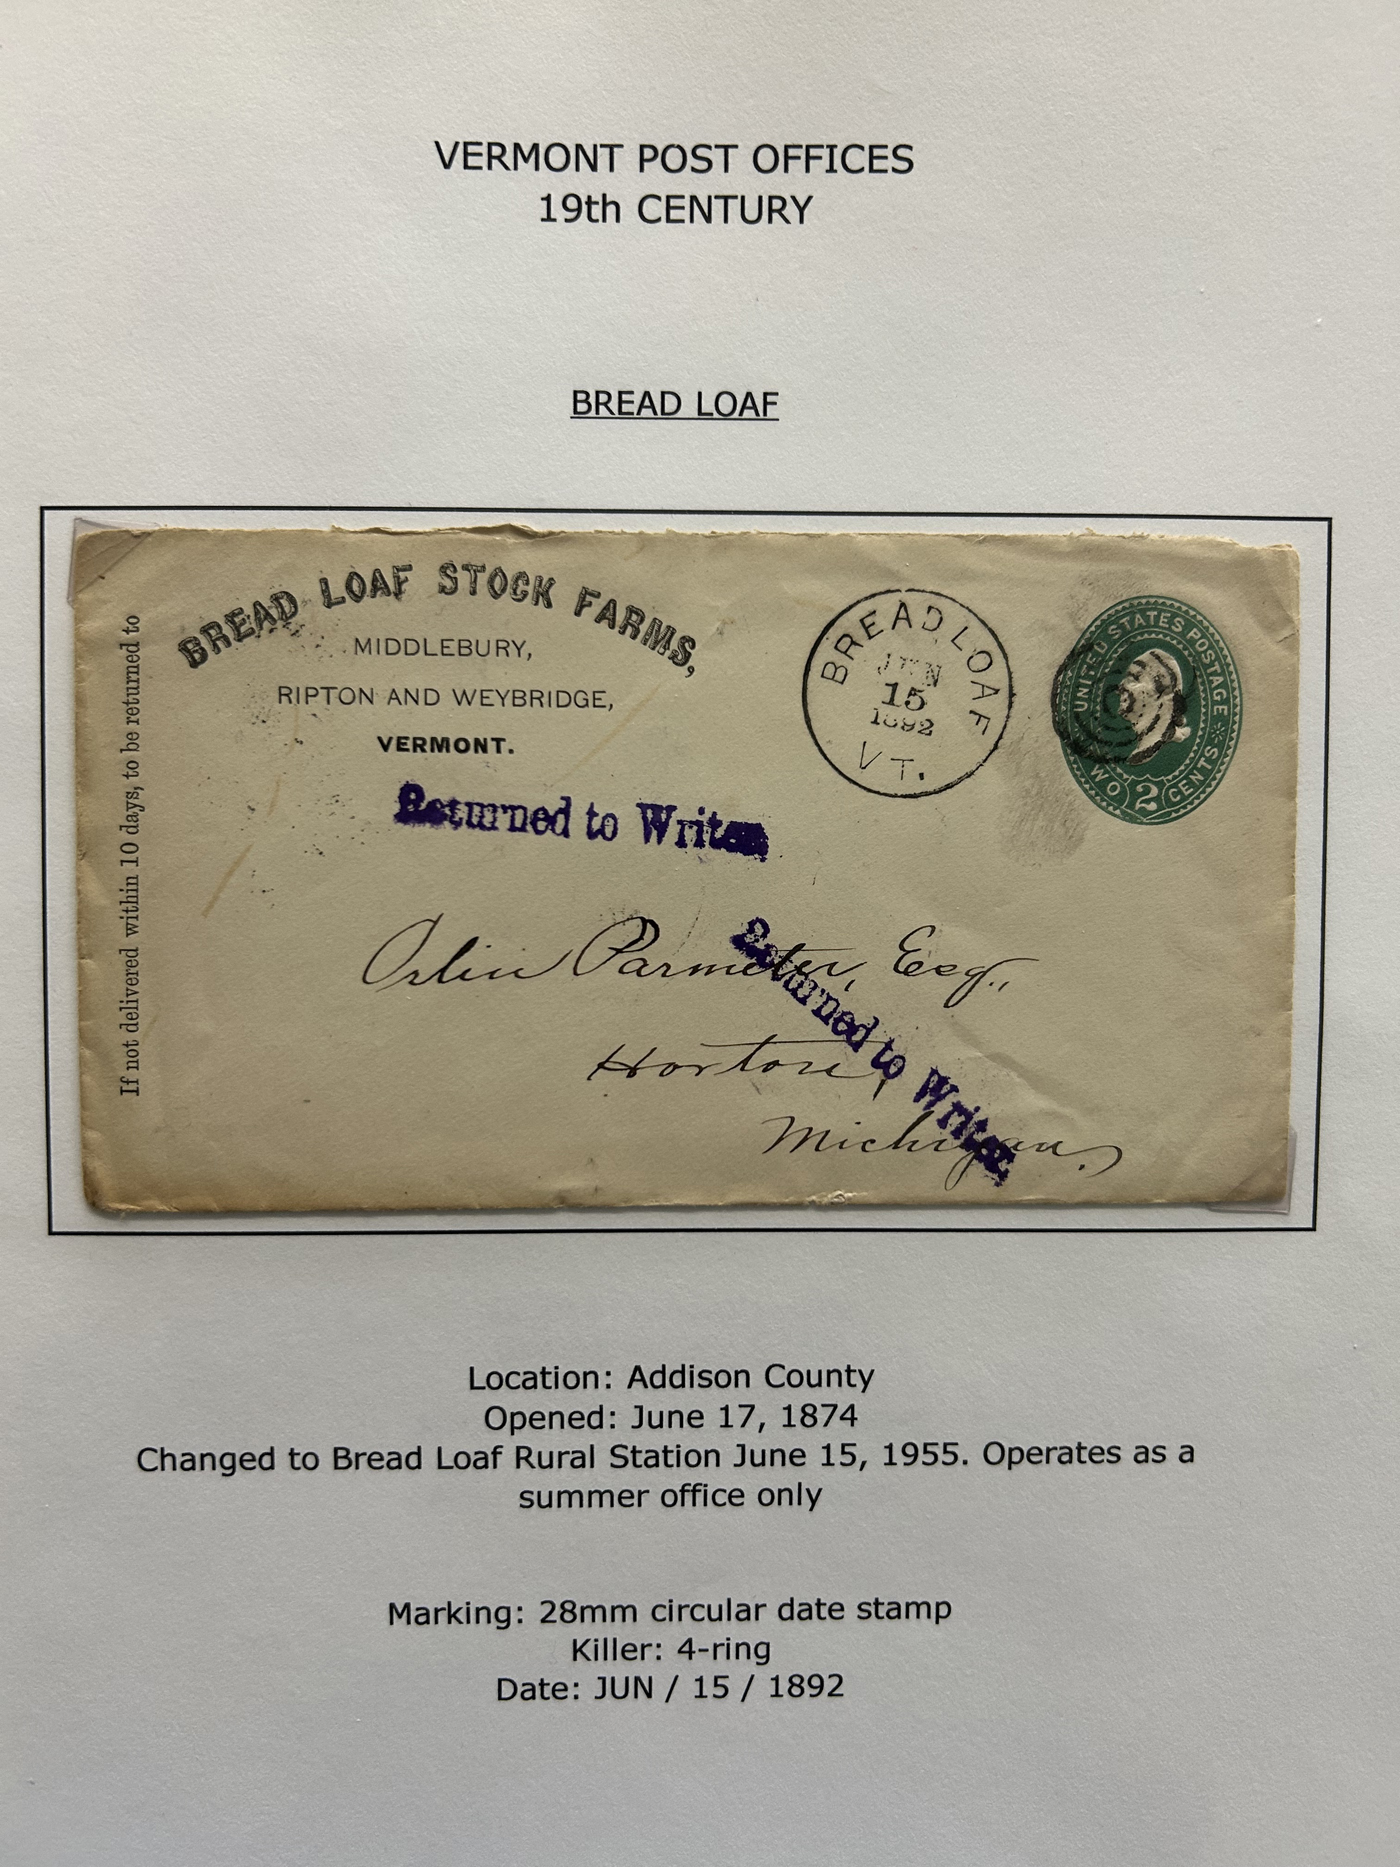 VERMONT POST OFFICES
19th CENTURY
BREAD LOAF
If not delivered within 10 days, to be returned to
BREAD LOAF STOCK FARMS,
MIDDLEBURY,
RIPTON AND WEYBRIDGE,
VERMONT.
BREAD LOAF
JUN
15
1892
VT.
UNITED STATES POSTAGE
TWO 2 CENTS
Returned to Writer
Orlin Parmeter, Esq.,
Returned to Writer
Horton,
Michigan.
Location: Addison County
Opened: June 17, 1874
Changed to Bread Loaf Rural Station June 15, 1955. Operates as a
summer office only
Marking: 28mm circular date stamp
Killer: 4-ring
Date: JUN / 15 / 1892